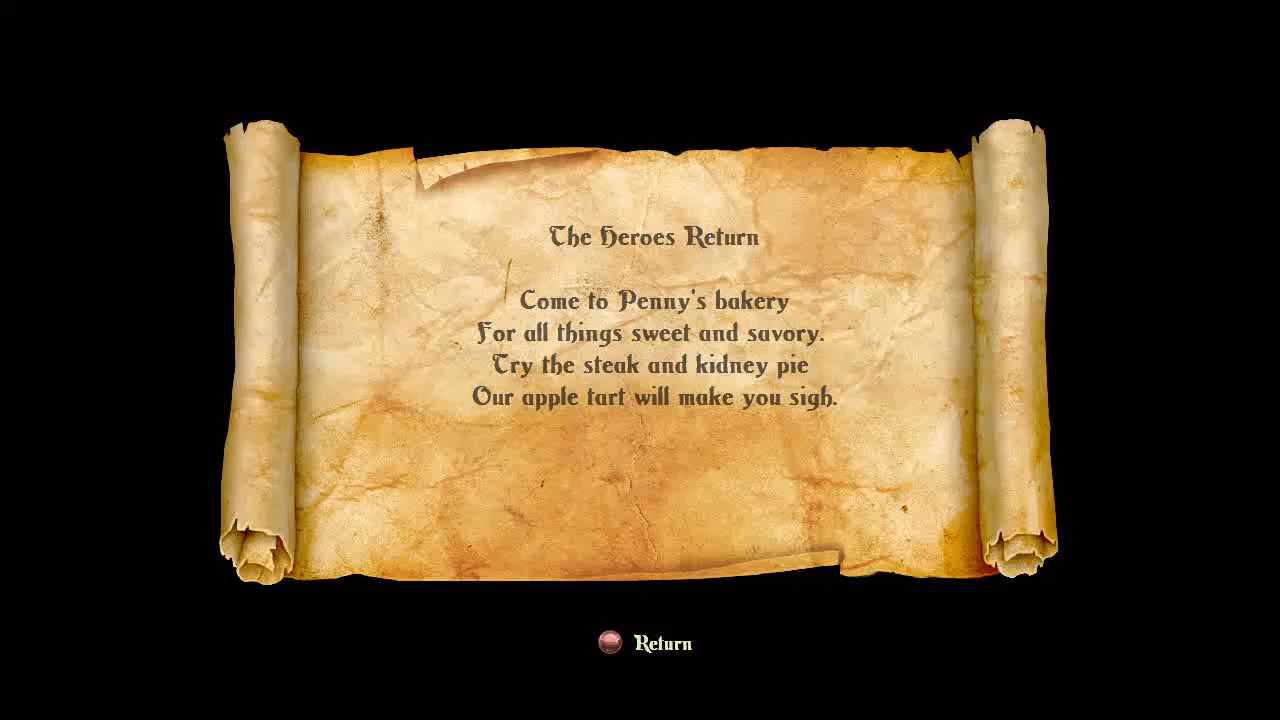 The Heroes Return
Come to Penny's bakery
For all things sweet and savory.
Try the steak and kidney pie
Our apple tart will make you sigh.
Return